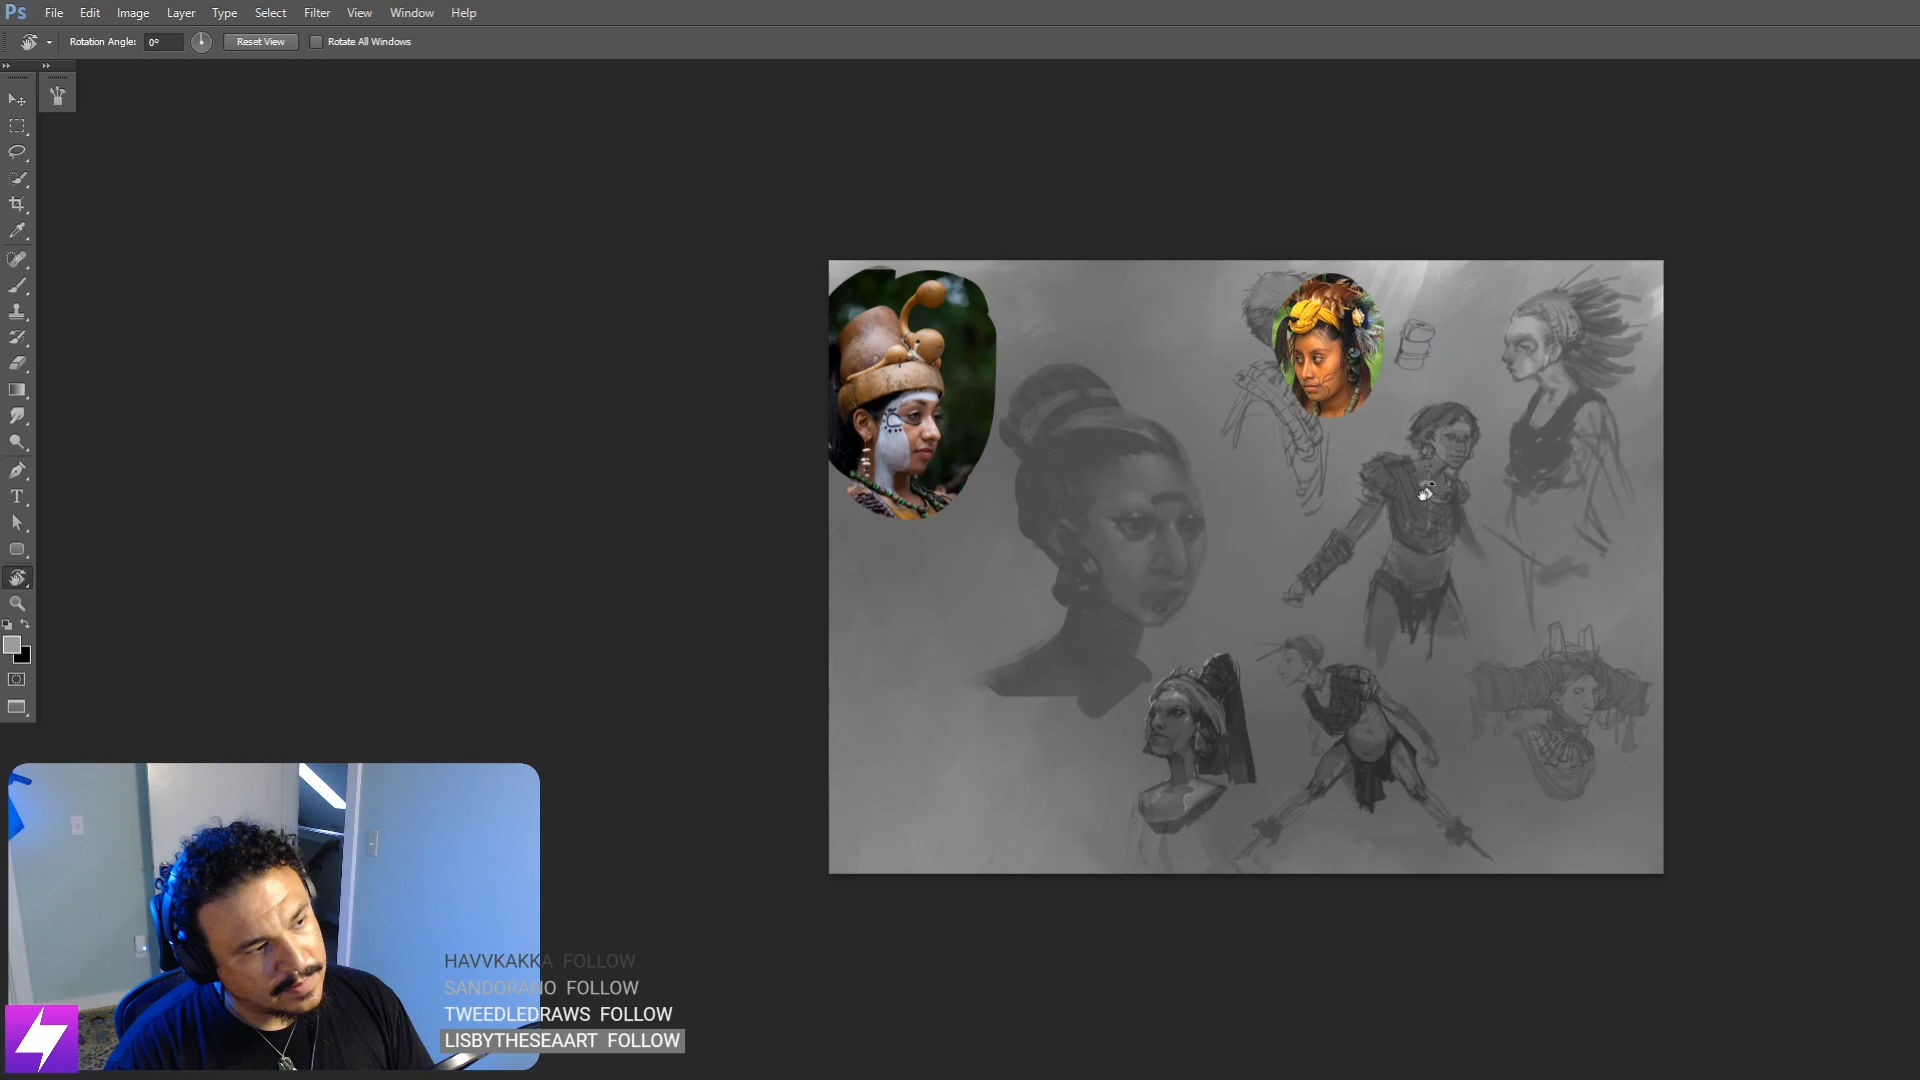 Ps File Edit Image Layer Type Select Filter View Window Help
Rotation Angle: 0° Reset View Rotate All Windows
T
HAVVKAKKA FOLLOW
SANDORANO FOLLOW
TWEEDLEDRAWS FOLLOW
LISBYTHESEAART FOLLOW